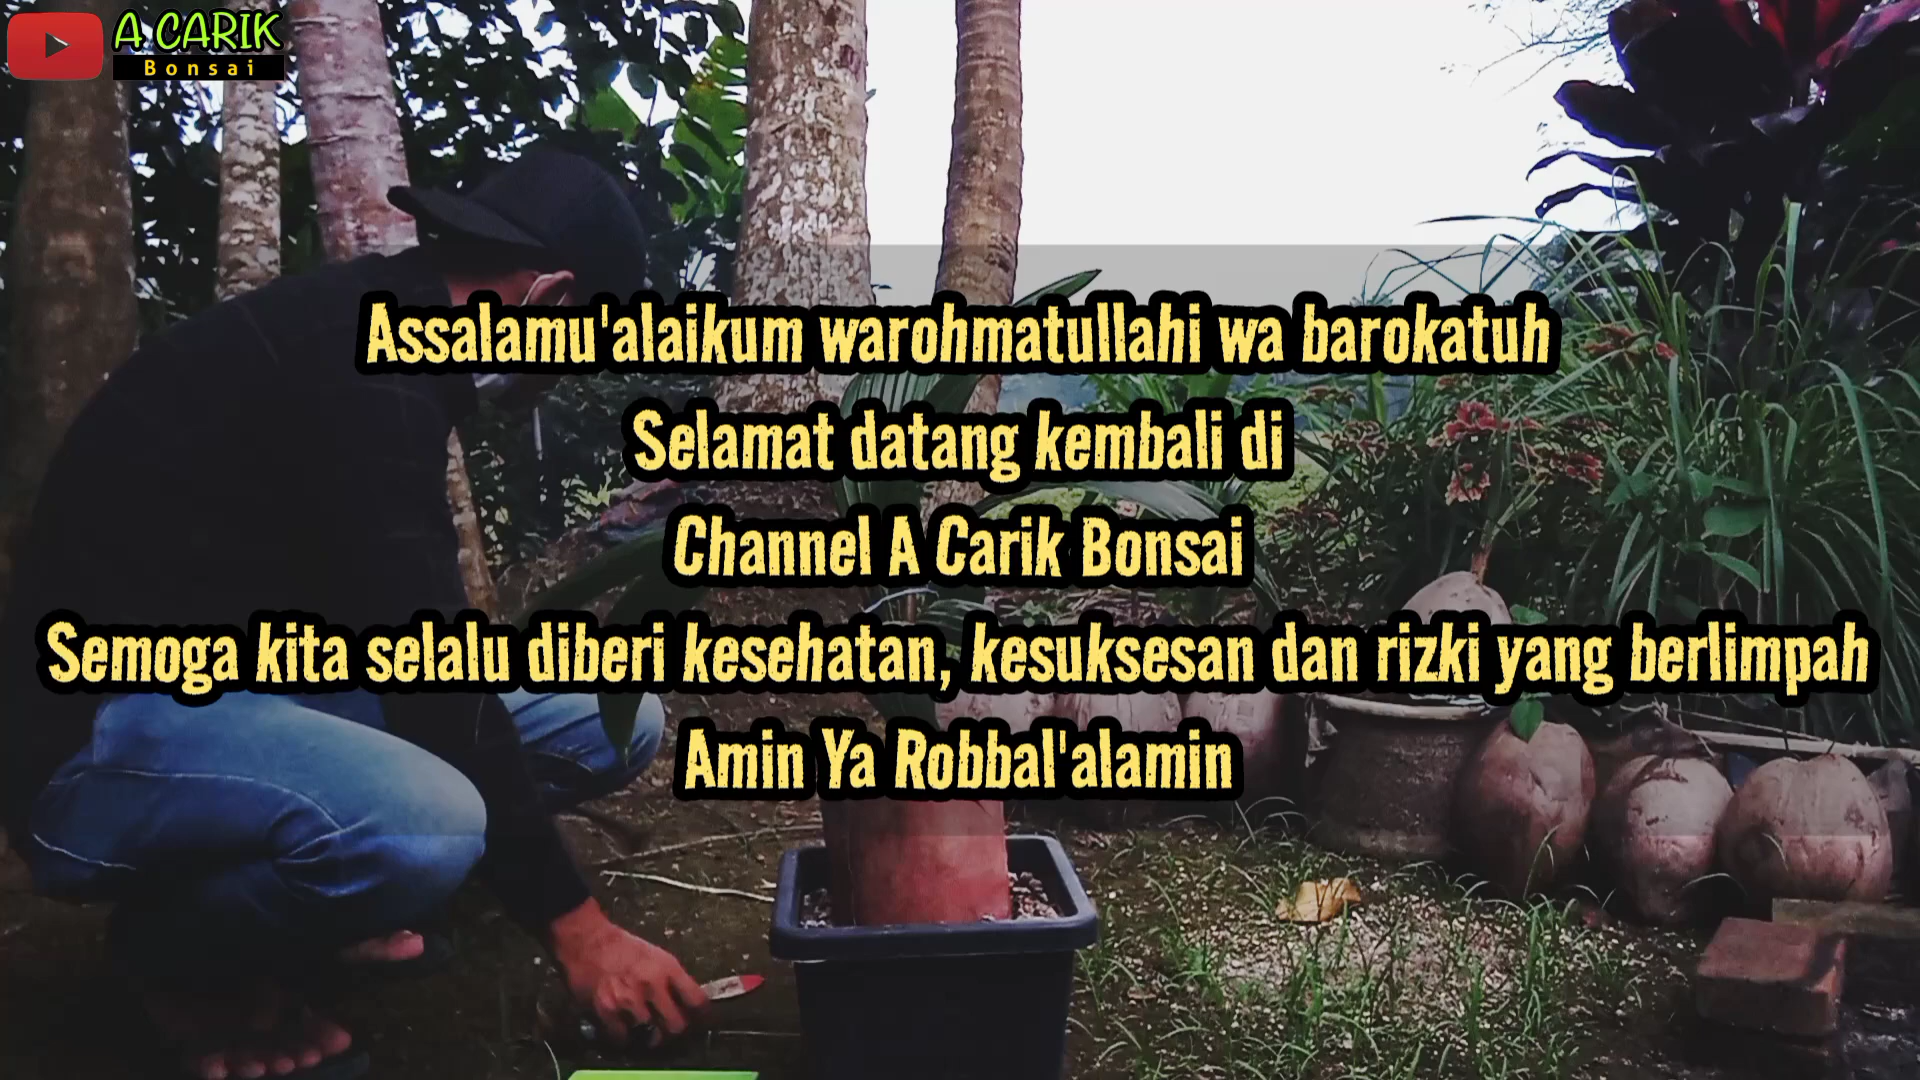 A CARIK
Bonsai
Assalamu'alaikum warohmatullahi wa barokatuh
Selamat datang kembali di
Channel A Carik Bonsai
Semoga kita selalu diberi kesehatan, kesuksesan dan rizki yang berlimpah
Amin Ya Robbal'alamin